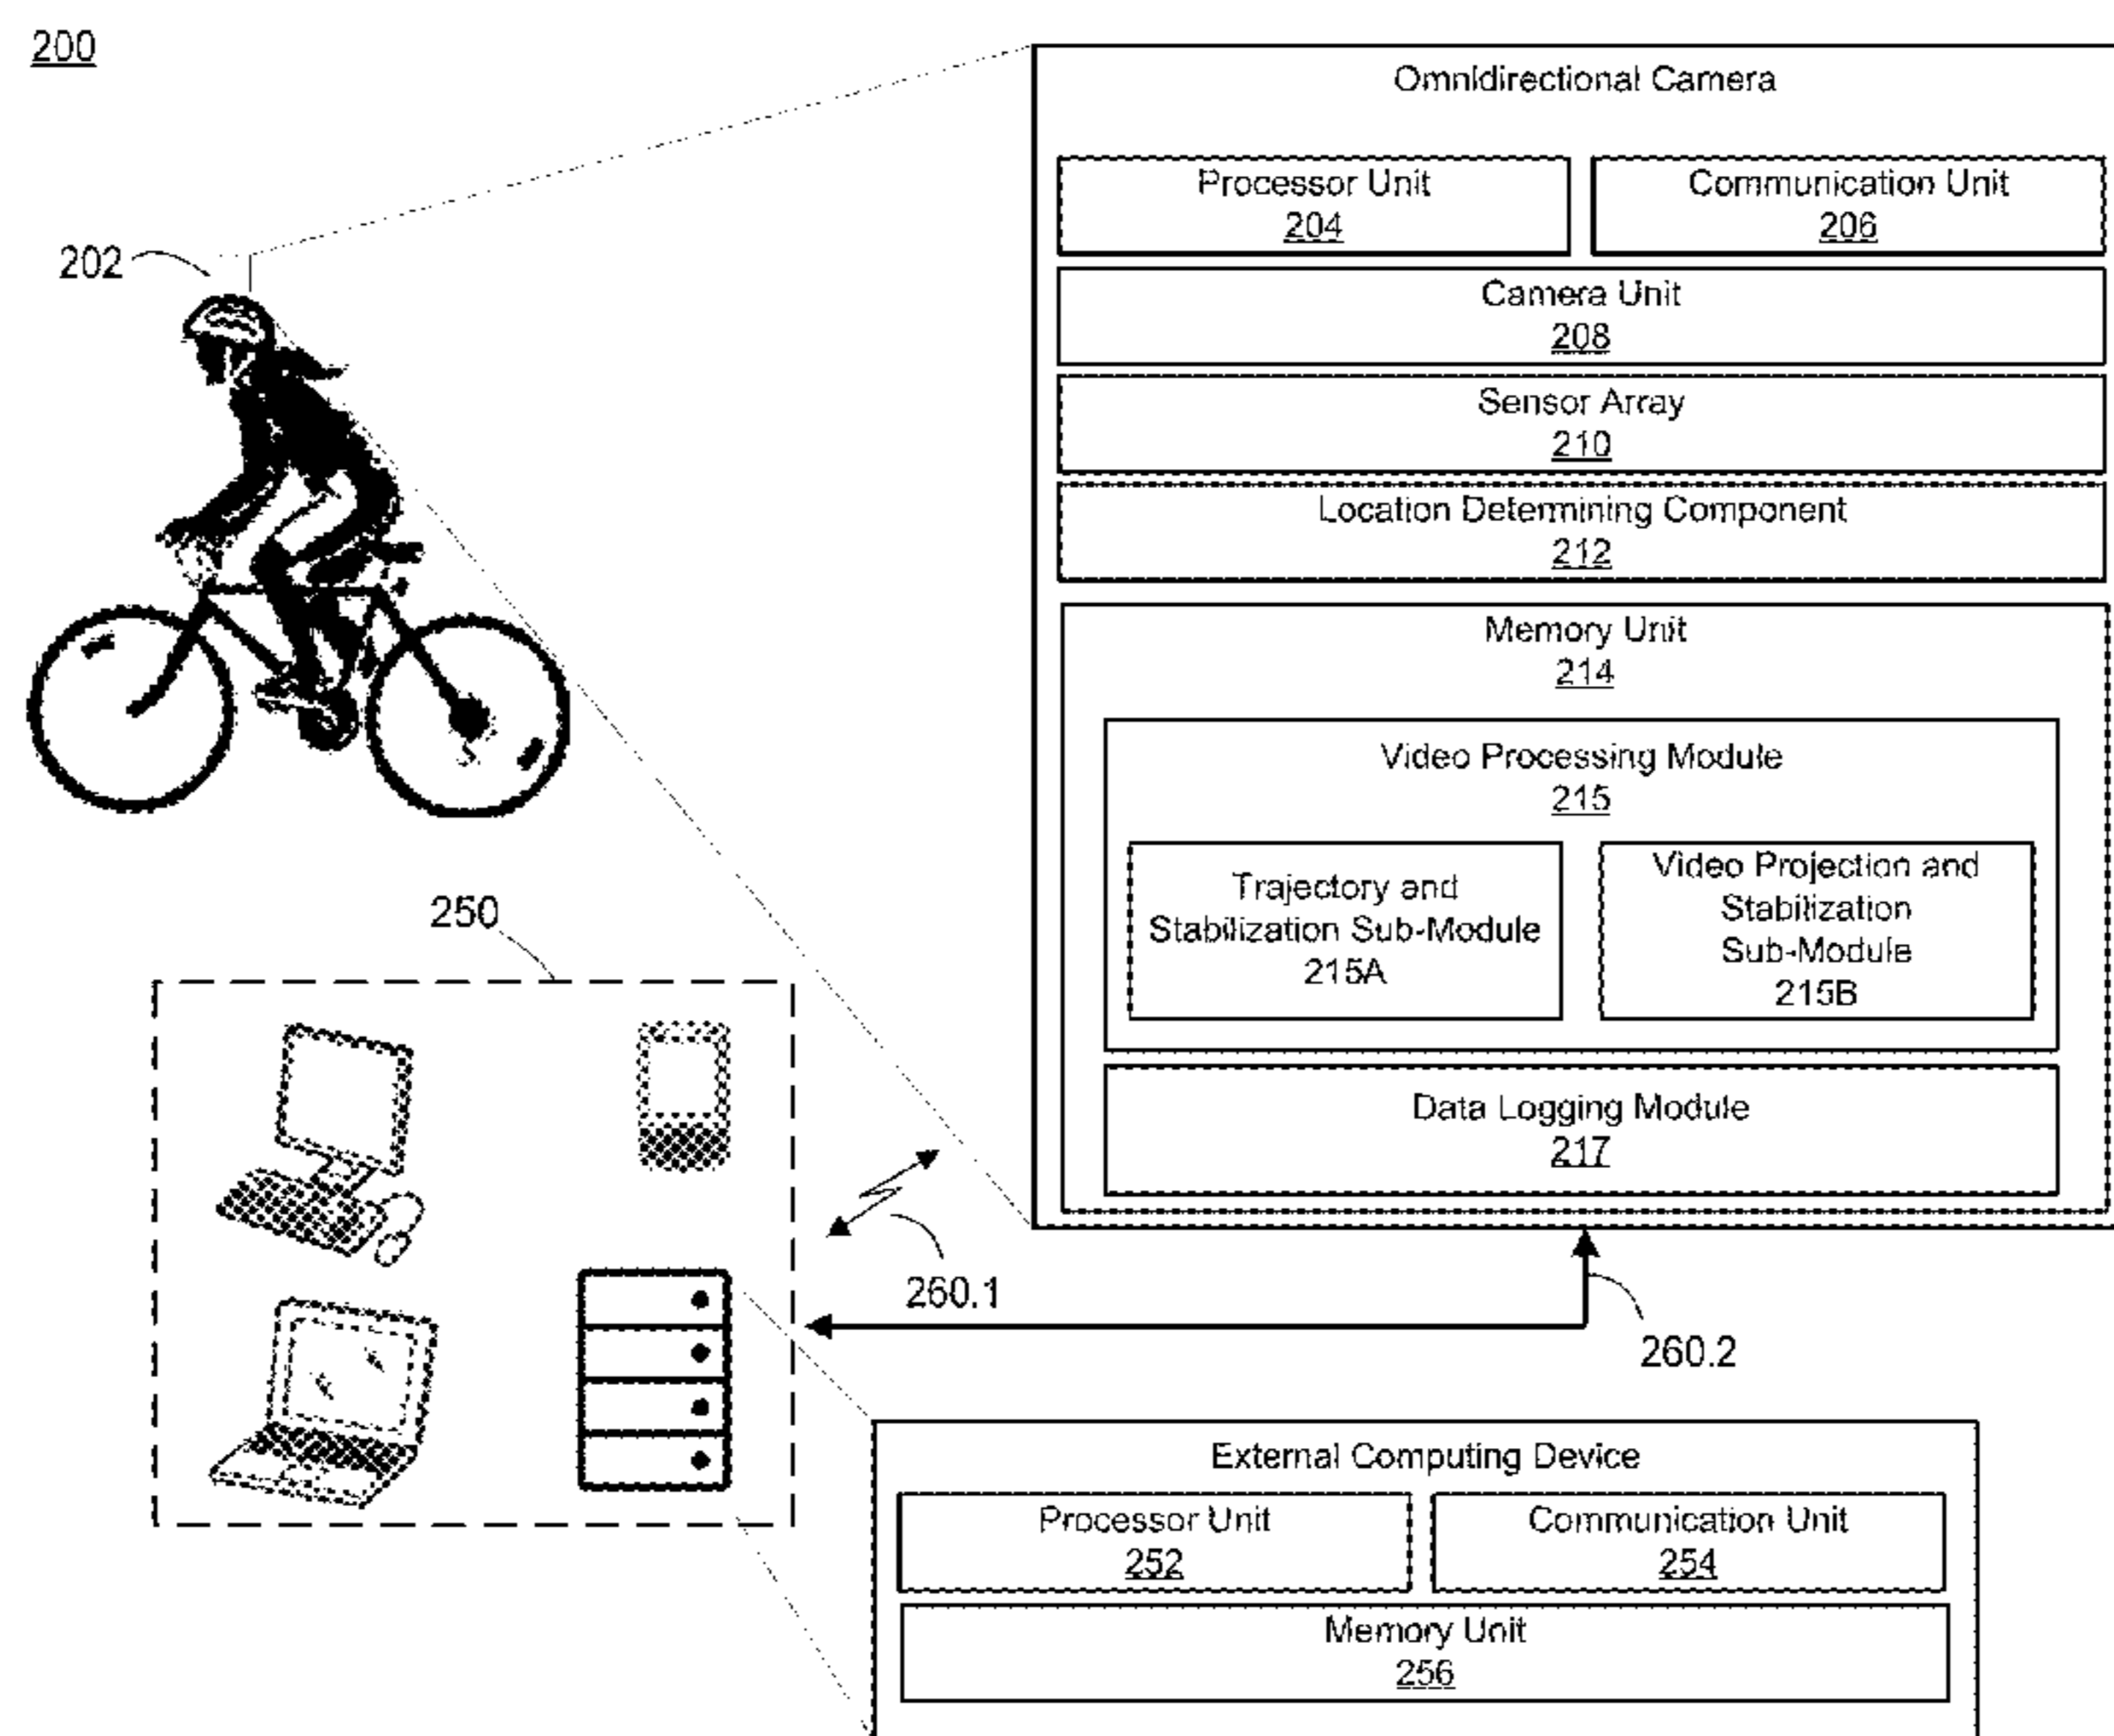 200
Omnidirectional Camera
Processor Unit
204
Communication Unit
206
202
Camera Unit
208
Sensor Array
210
Location Determining Component
212
Memory Unit
214
Video Processing Module
215
Trajectory and
Stabilization Sub-Module
215A
Video Projection and
Stabilization
Sub-Module
215B
250
Data Logging Module
217
260.1
260.2
External Computing Device
Processor Unit
252
Communication Unit
254
Memory Unit
256